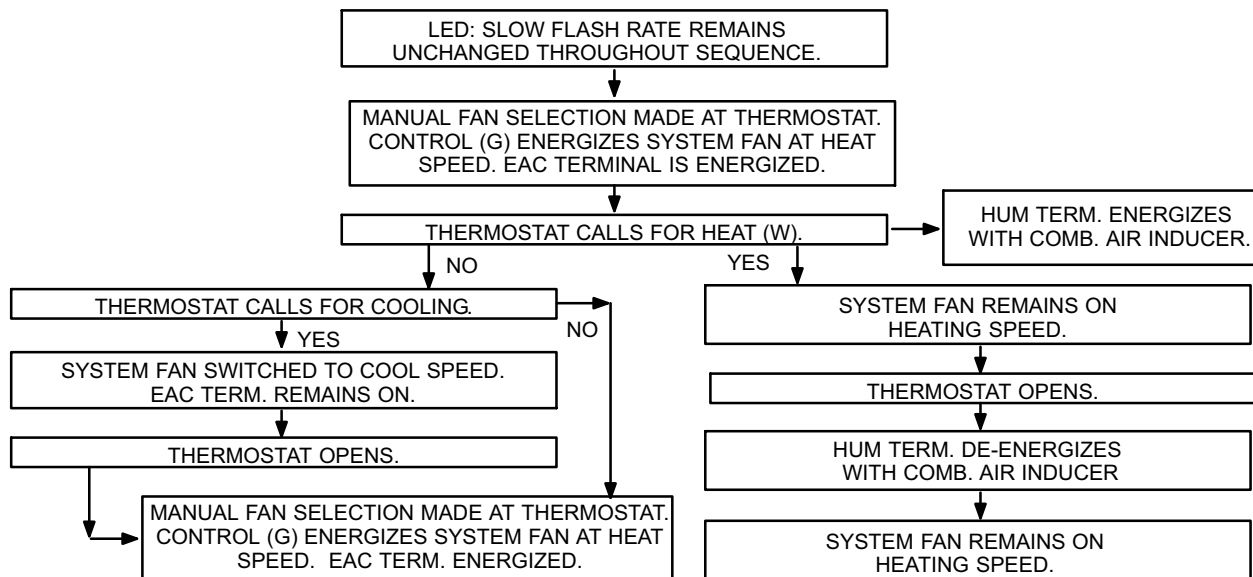 LED: SLOW FLASH RATE REMAINS
UNCHANGED THROUGHOUT SEQUENCE.
MANUAL FAN SELECTION MADE AT THERMOSTAT.
CONTROL (G) ENERGIZES SYSTEM FAN AT HEAT
SPEED. EAC TERMINAL IS ENERGIZED.
THERMOSTAT CALLS FOR HEAT (W).
HUM TERM. ENERGIZES
WITH COMB. AIR INDUCER.
NO
YES
THERMOSTAT CALLS FOR COOLING.
NO
YES
SYSTEM FAN SWITCHED TO COOL SPEED.
EAC TERM. REMAINS ON.
THERMOSTAT OPENS.
MANUAL FAN SELECTION MADE AT THERMOSTAT.
CONTROL (G) ENERGIZES SYSTEM FAN AT HEAT
SPEED. EAC TERM. ENERGIZED.
SYSTEM FAN REMAINS ON
HEATING SPEED.
THERMOSTAT OPENS.
HUM TERM. DE-ENERGIZES
WITH COMB. AIR INDUCER
SYSTEM FAN REMAINS ON
HEATING SPEED.